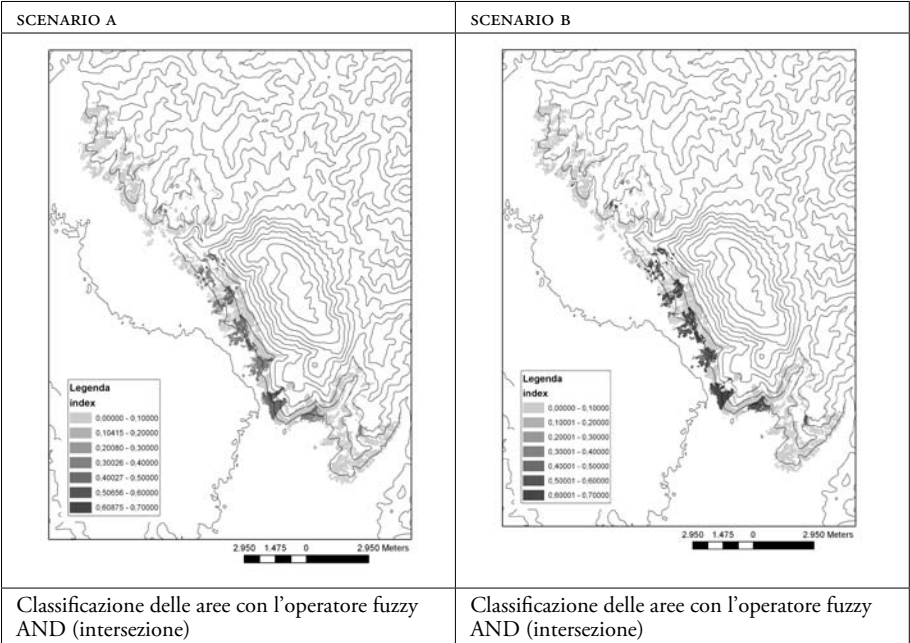 SCENARIO A
Legenda
index
0,00000 - 0,10000
0,10415 - 0,20000
0,20080 - 0,30000
0,30026 - 0,40000
0,40027 - 0,50000
0,50656 - 0,60000
0,60875 - 0,70000
2.950 1.475 0 2.950 Meters
Classificazione delle aree con l'operatore fuzzy
AND (intersezione)
SCENARIO B
Legenda
index
0,00000 - 0,10000
0,10001 - 0,20000
0,20001 - 0,30000
0,30001 - 0,40000
0,40001 - 0,50000
0,50001 - 0,60000
0,60001 - 0,70000
2.950 1.475 0 2.950 Meters
Classificazione delle aree con l'operatore fuzzy
AND (intersezione)